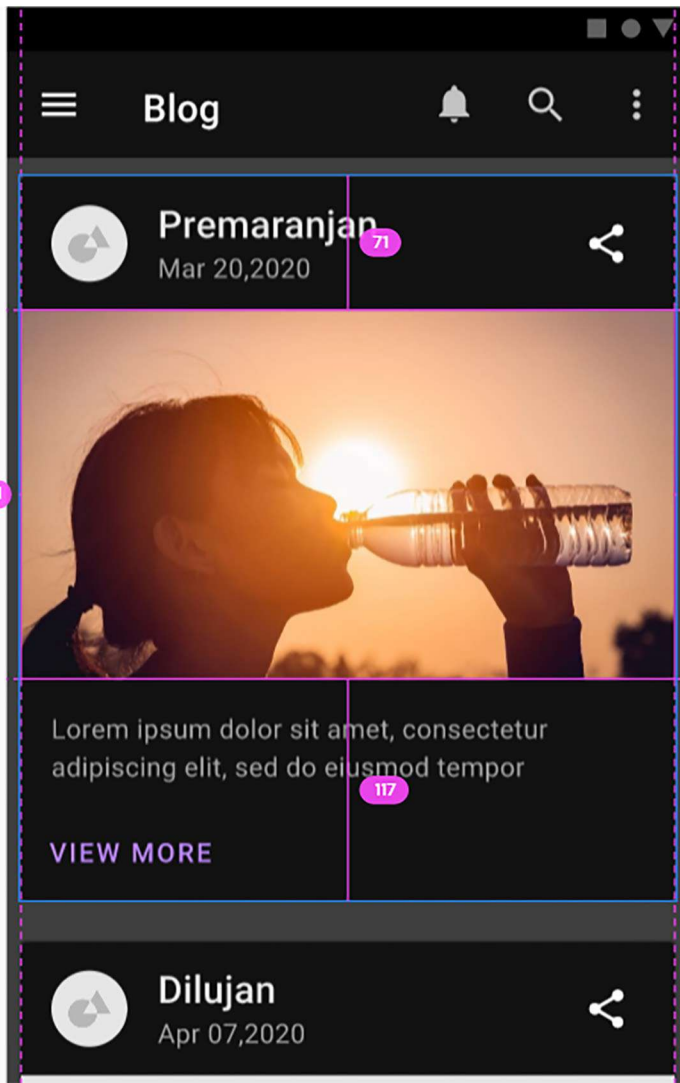 Blog
Premaranjan
71
Mar 20,2020
Lorem ipsum dolor sit amet, consectetur
adipiscing elit, sed do eiusmod tempor
117
VIEW MORE
Dilujan
Apr 07,2020